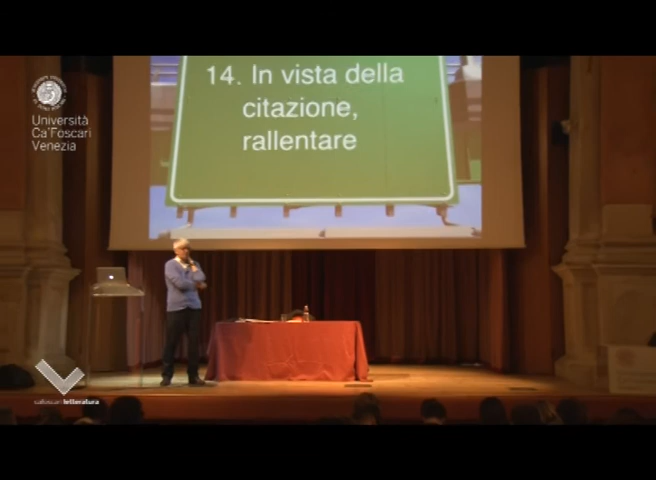 14. In vista della
citazione,
rallentare
Università
Ca'Foscari
Venezia
cafoscari letteratura